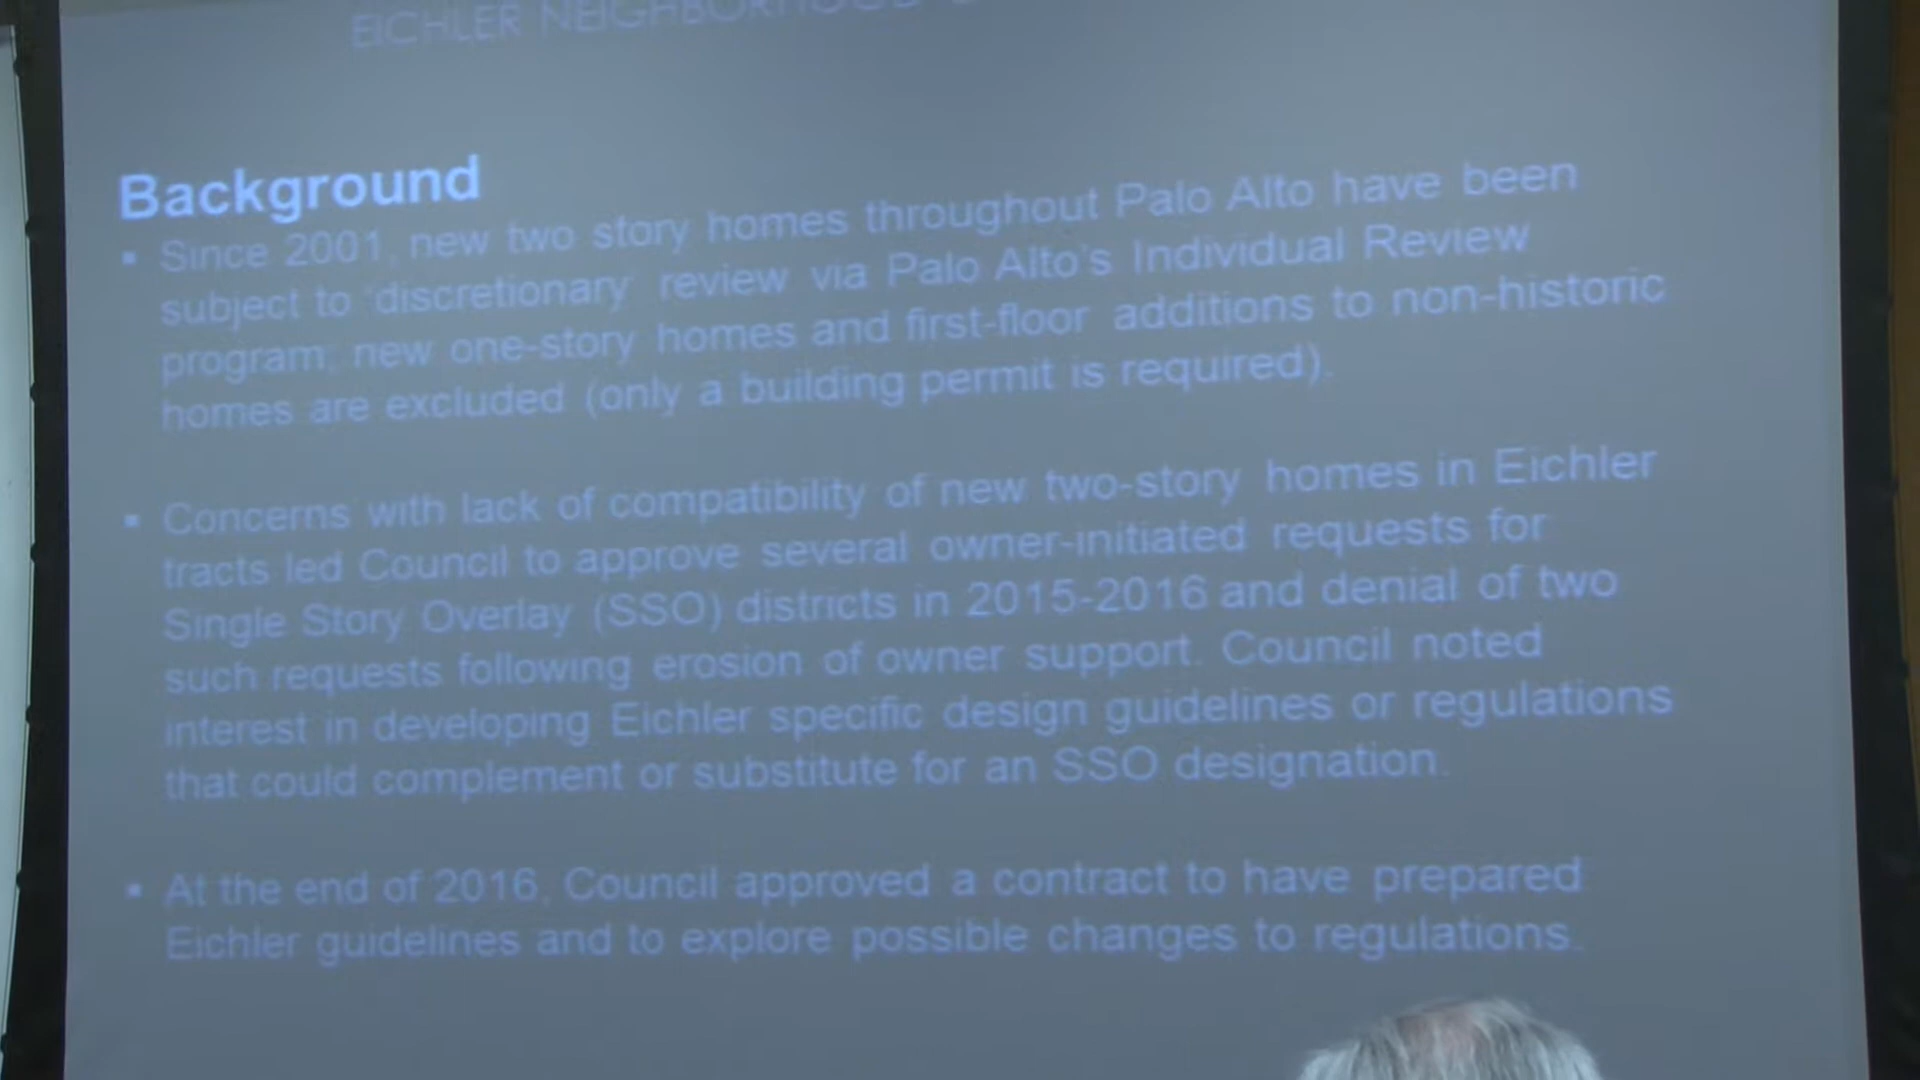 EICHLER NEIGHBORHOOD
Background
▪ Since 2001, new two story homes throughout Palo Alto have been
subject to 'discretionary' review via Palo Alto's Individual Review
program; new one-story homes and first-floor additions to non-historic
homes are excluded (only a building permit is required).
▪ Concerns with lack of compatibility of new two-story homes in Eichler
tracts led Council to approve several owner-initiated requests for
Single Story Overlay (SSO) districts in 2015-2016 and denial of two
such requests following erosion of owner support. Council noted
interest in developing Eichler specific design guidelines or regulations
that could complement or substitute for an SSO designation.
▪ At the end of 2016, Council approved a contract to have prepared
Eichler guidelines and to explore possible changes to regulations.